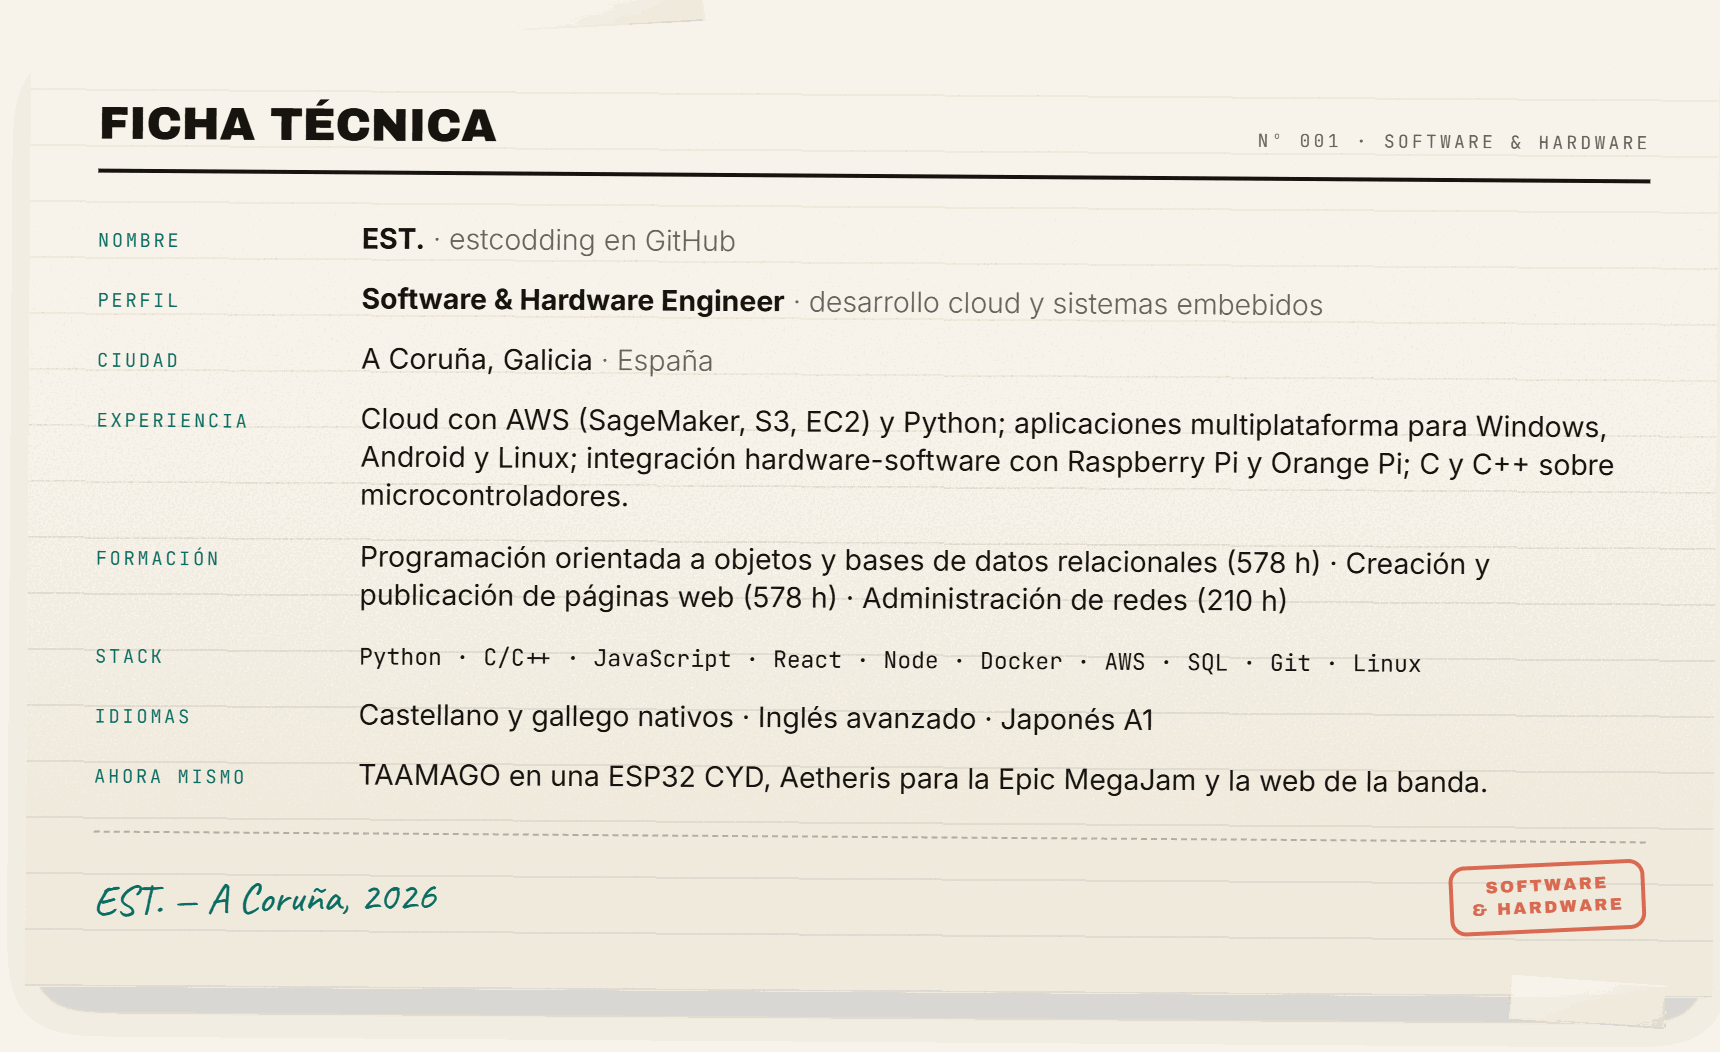 FICHA TÉCNICA
Nº 001 · SOFTWARE & HARDWARE
NOMBRE
EST. · estcodding en GitHub
PERFIL
Software & Hardware Engineer · desarrollo cloud y sistemas embebidos
CIUDAD
A Coruña, Galicia · España
EXPERIENCIA
Cloud con AWS (SageMaker, S3, EC2) y Python; aplicaciones multiplataforma para Windows,
Android y Linux; integración hardware-software con Raspberry Pi y Orange Pi; C y C++ sobre
microcontroladores.
FORMACIÓN
Programación orientada a objetos y bases de datos relacionales (578 h) · Creación y
publicación de páginas web (578 h) · Administración de redes (210 h)
STACK
Python · C/C++ · JavaScript · React · Node · Docker · AWS · SQL · Git · Linux
IDIOMAS
Castellano y gallego nativos · Inglés avanzado · Japonés A1
AHORA MISMO
TAAMAGO en una ESP32 CYD, Aetheris para la Epic MegaJam y la web de la banda.
EST. — A Coruña, 2026
SOFTWARE
& HARDWARE